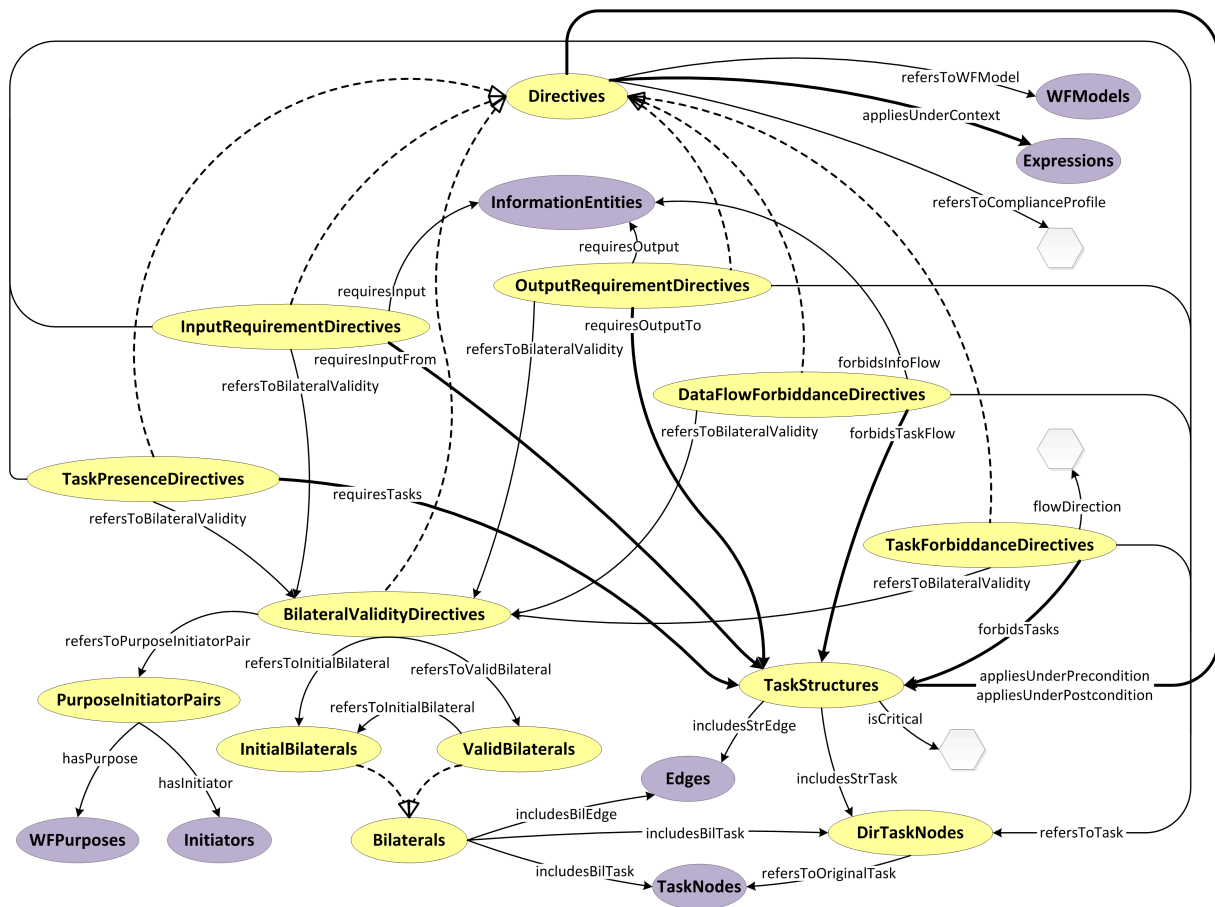 Directives
refersToWFModel
WFModels
appliesUnderContext
Expressions
InformationEntities
refersToComplianceProfile
requiresOutput
OutputRequirementDirectives
requiresInput
InputRequirementDirectives
requiresOutputTo
requiresInputFrom
refersToBilateralValidity
forbidsInfoFlow
refersToBilateralValidity
DataFlowForbiddanceDirectives
refersToBilateralValidity
forbidsTaskFlow
TaskPresenceDirectives
requiresTasks
flowDirection
refersToBilateralValidity
TaskForbiddanceDirectives
refersToBilateralValidity
BilateralValidityDirectives
forbidsTasks
refersToPurposeInitiatorPair
refersToInitialBilateral
refersToValidBilateral
appliesUnderPrecondition
appliesUnderPostcondition
PurposeInitiatorPairs
TaskStructures
refersToInitialBilateral
isCritical
includesStrEdge
InitialBilaterals
ValidBilaterals
hasPurpose
hasInitiator
Edges
includesStrTask
includesBilEdge
WFPurposes
Initiators
Bilaterals
includesBilTask
DirTaskNodes
refersToTask
includesBilTask
TaskNodes
refersToOriginalTask